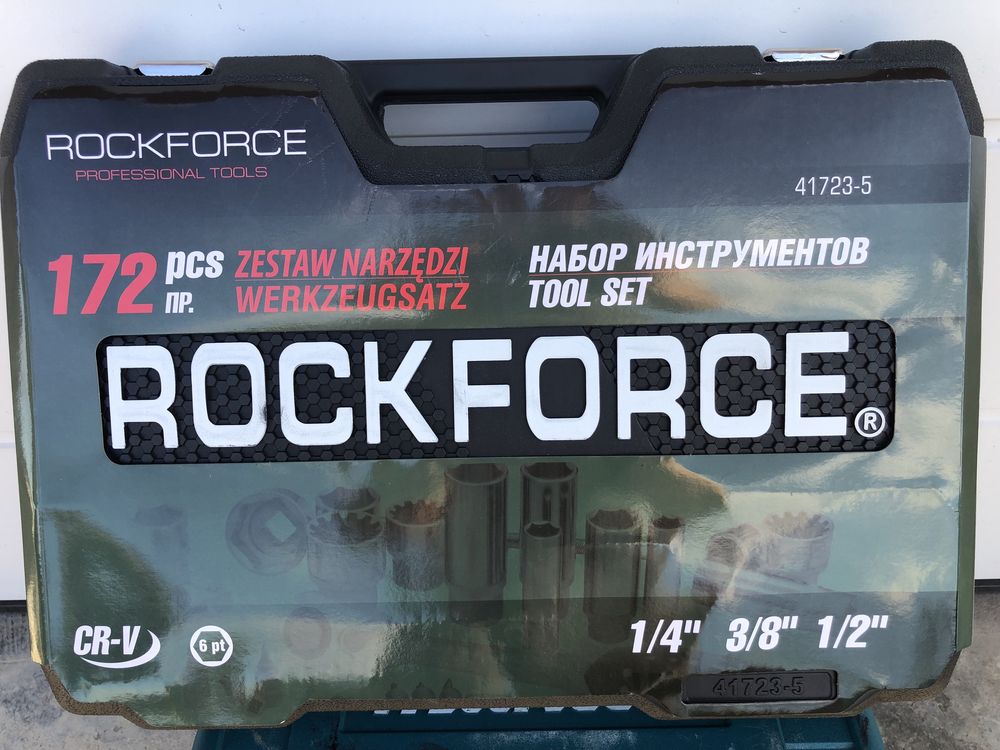 ROCKFORCE
PROFESSIONAL TOOLS
41723-5
172 pcs
пр.
ZESTAW NARZĘDZI
WERKZEUGSATZ
НАБОР ИНСТРУМЕНТОВ
TOOL SET
ROCKFORCE®
CR-V
6 pt
1/4" 3/8" 1/2"
41723-5